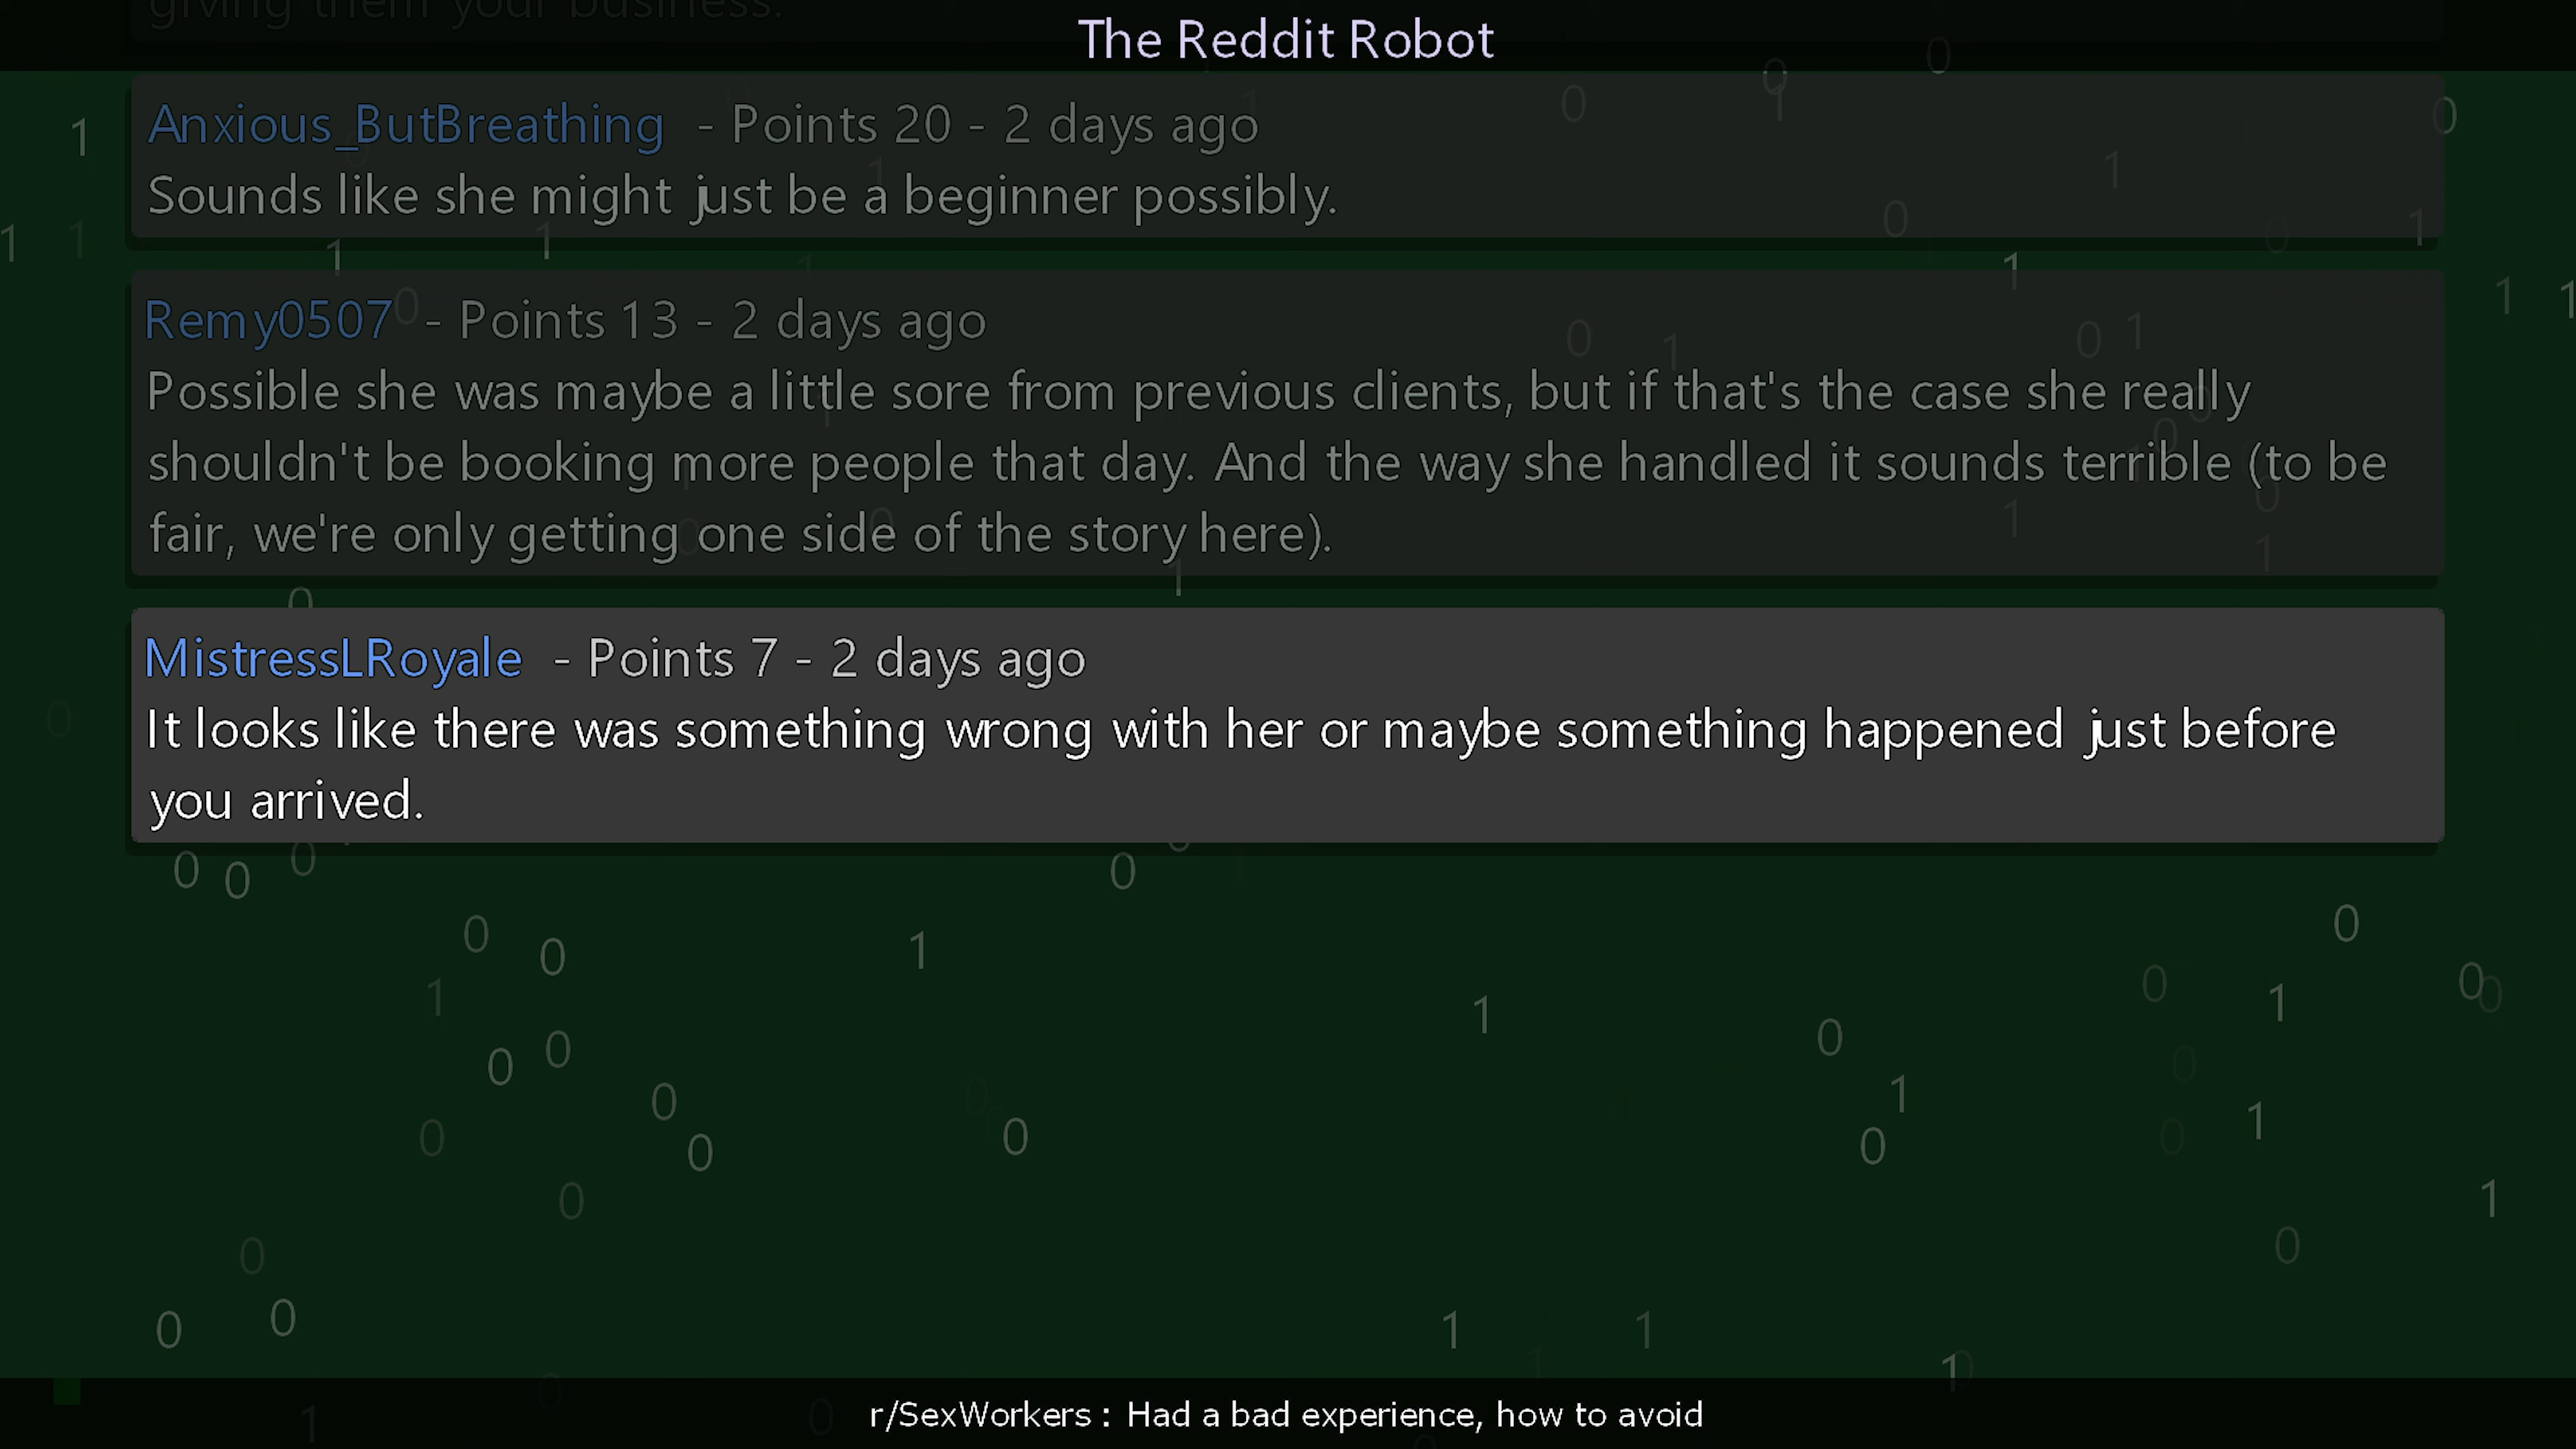 giving them your business.
The Reddit Robot
Anxious_ButBreathing - Points 20 - 2 days ago
Sounds like she might just be a beginner possibly.
Remy0507 - Points 13 - 2 days ago
Possible she was maybe a little sore from previous clients, but if that's the case she really
shouldn't be booking more people that day. And the way she handled it sounds terrible (to be
fair, we're only getting one side of the story here).
MistressLRoyale - Points 7 - 2 days ago
It looks like there was something wrong with her or maybe something happened just before
you arrived.
r/SexWorkers : Had a bad experience, how to avoid